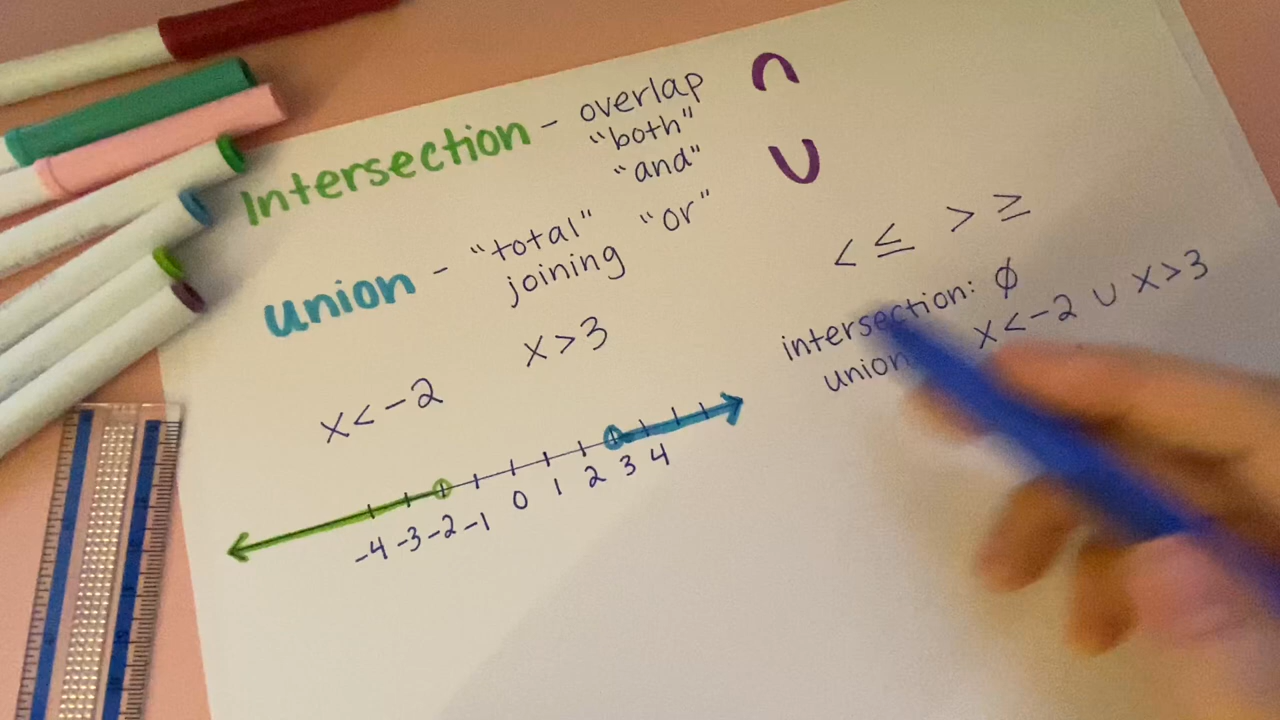 Intersection - overlap ∩
"both"
"and" ∪
union - "total" "or"
joining
< ≤ > ≥
x < -2 x > 3
intersection: ∅
union x < -2 ∪ x > 3
-4 -3 -2 -1 0 1 2 3 4